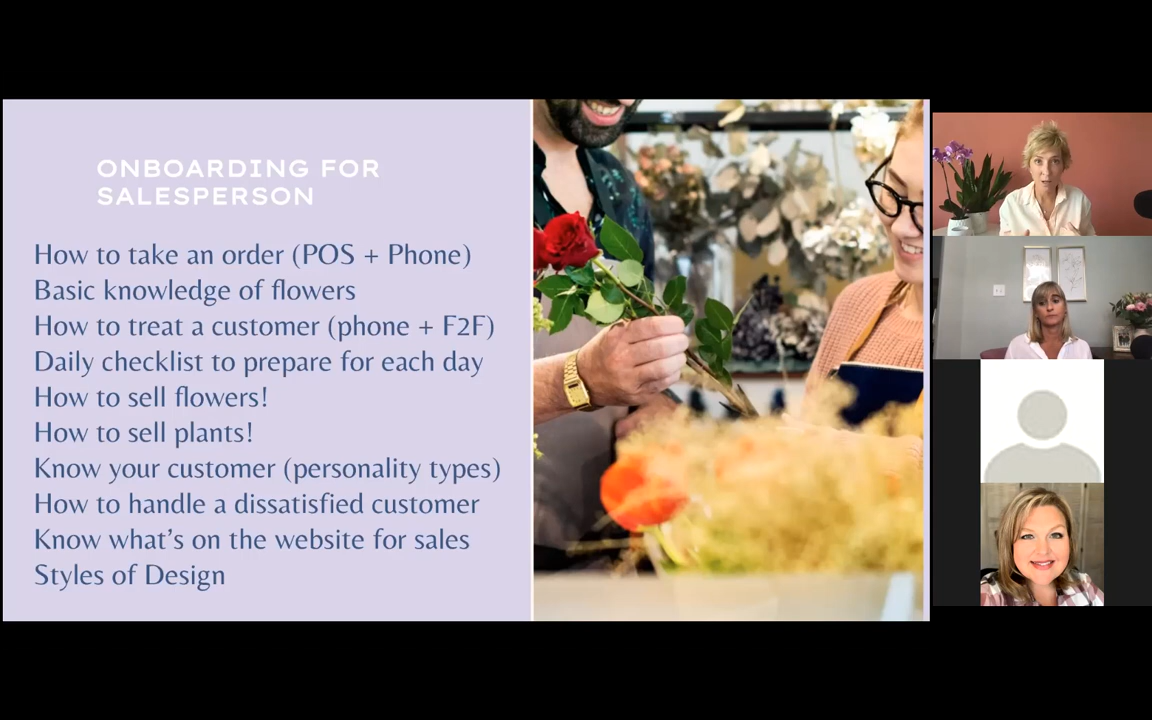 ONBOARDING FOR
SALESPERSON
How to take an order (POS + Phone)
Basic knowledge of flowers
How to treat a customer (phone + F2F)
Daily checklist to prepare for each day
How to sell flowers!
How to sell plants!
Know your customer (personality types)
How to handle a dissatisfied customer
Know what’s on the website for sales
Styles of Design